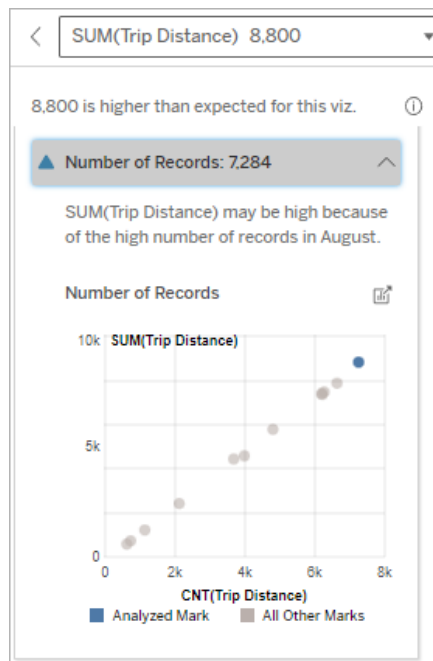 SUM(Trip Distance) 8,800
8,800 is higher than expected for this viz.
Number of Records: 7,284
SUM(Trip Distance) may be high because
of the high number of records in August.
Number of Records
10k SUM(Trip Distance)
5k
0
0 2k 4k 6k 8k
CNT(Trip Distance)
Analyzed Mark All Other Marks